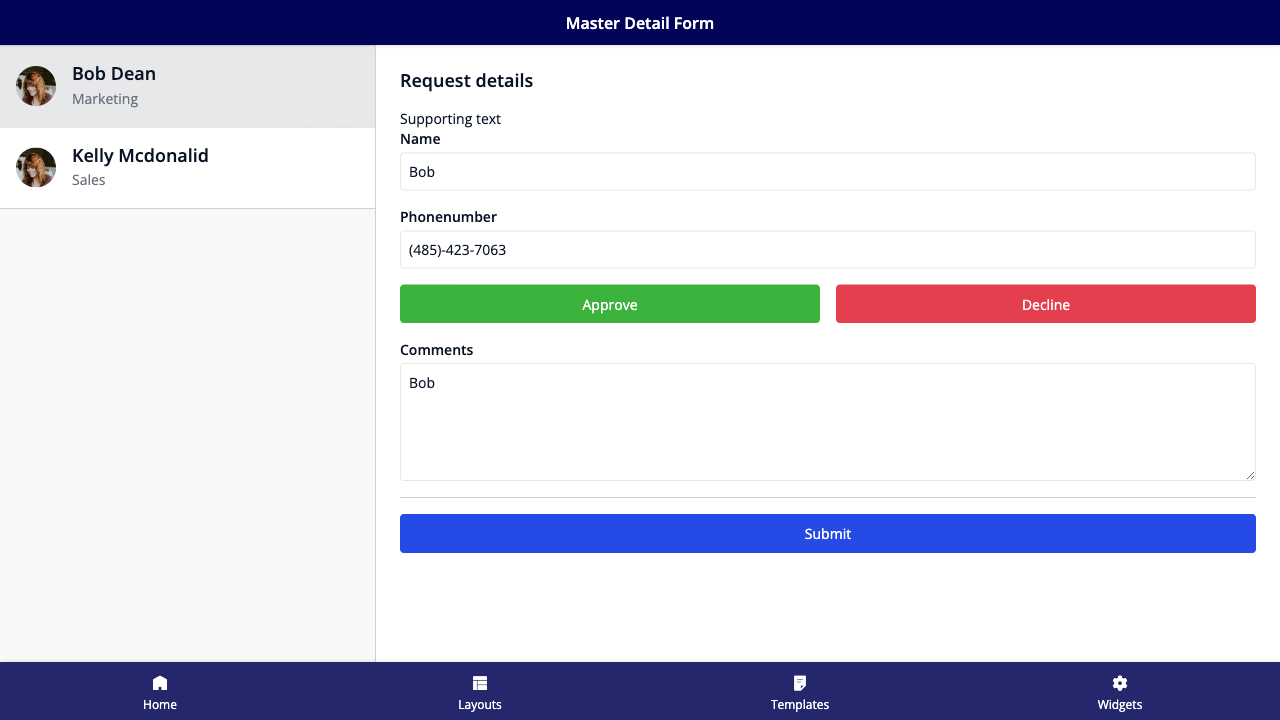 Master Detail Form
Bob Dean
Marketing
Kelly Mcdonalid
Sales
Request details
Supporting text
Name
Bob
Phonenumber
(485)-423-7063
Approve
Decline
Comments
Bob
Submit
Home
Layouts
Templates
Widgets